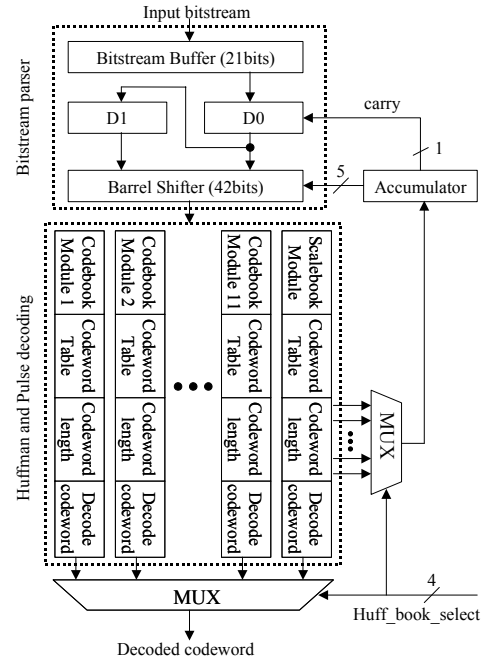 Input bitstream
Bitstream parser
Bitstream Buffer (21bits)
D1
D0
carry
1
Barrel Shifter (42bits)
5
Accumulator
Huffman and Pulse decoding
Codebook
Module 1
Codeword
Table
Codeword
length
Decode
codeword
Codebook
Module 2
Codeword
Table
Codeword
length
Decode
codeword
Codebook
Module 11
Codeword
Table
Codeword
length
Decode
codeword
Scalebook
Module
Codeword
Table
Codeword
length
Decode
codeword
MUX
MUX
4
Huff_book_select
Decoded codeword